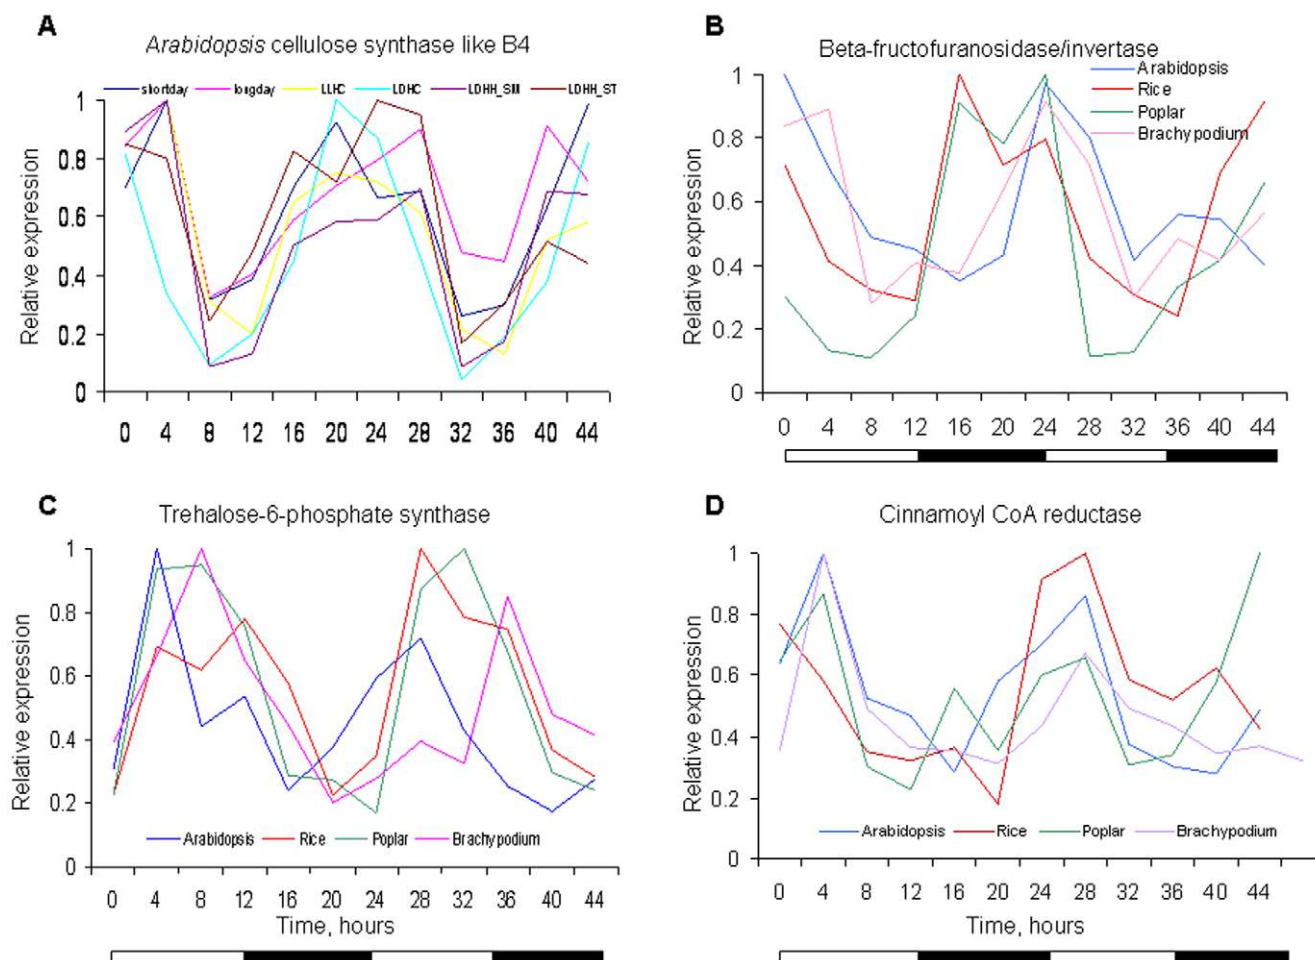 A
Arabidopsis cellulose synthase like B4
shortday longday LLHC LDHC LDHH_SM LDHH_ST
Relative expression
1
0.8
0.6
0.4
0.2
0
0 4 8 12 16 20 24 28 32 36 40 44
B
Beta-fructofuranosidase/invertase
Arabidopsis
Rice
Poplar
Brachypodium
Relative expression
1
0.8
0.6
0.4
0.2
0
0 4 8 12 16 20 24 28 32 36 40 44
C
Trehalose-6-phosphate synthase
Relative expression
1
0.8
0.6
0.4
0.2
0
Arabidopsis Rice Poplar Brachypodium
0 4 8 12 16 20 24 28 32 36 40 44
Time, hours
D
Cinnamoyl CoA reductase
Relative expression
1
0.8
0.6
0.4
0.2
0
Arabidopsis Rice Poplar Brachypodium
0 4 8 12 16 20 24 28 32 36 40 44
Time, hours